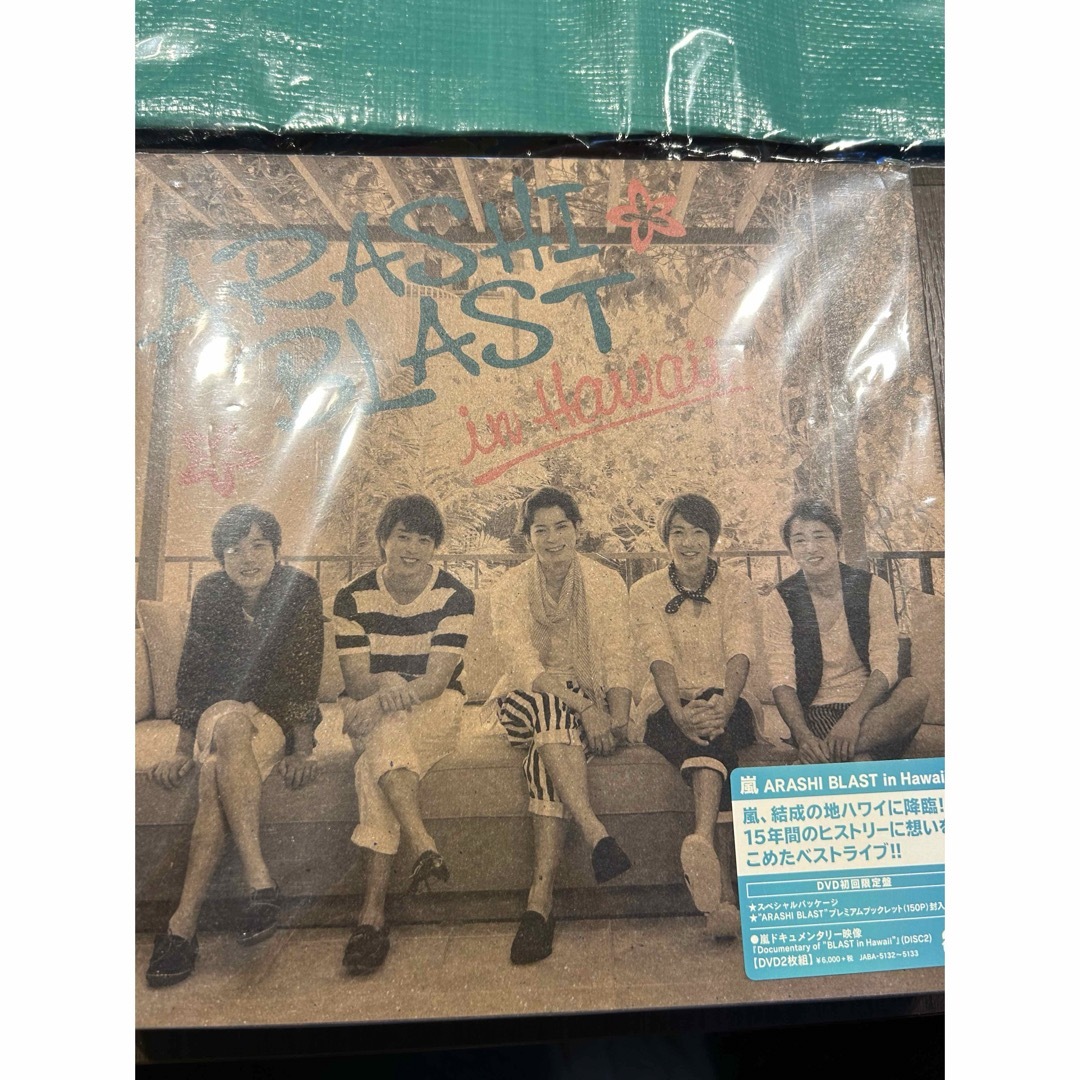 ARASHI
BLAST
in Hawaii
嵐 ARASHI BLAST in Hawaii
嵐、結成の地ハワイに降臨!
15年間のヒストリーに想いを
こめたベストライブ!!
DVD初回限定盤
★スペシャルパッケージ
★"ARASHI BLAST"プレミアムブックレット(150P)封入
●嵐ドキュメンタリー映像
「Documentary of "BLAST in Hawaii"」(DISC2)
【DVD2枚組】 ¥6,000+税 JABA-5132~5133